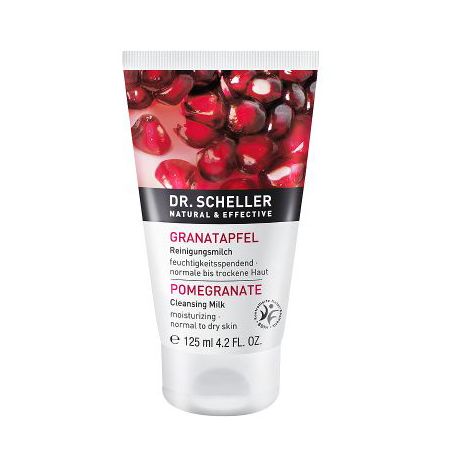 DR. SCHELLER
NATURAL & EFFECTIVE
GRANATAPFEL
Reinigungsmilch
feuchtigkeitsspendend ·
normale bis trockene Haut
POMEGRANATE
Cleansing Milk
moisturizing ·
normal to dry skin
℮ 125 ml 4.2 FL. OZ.